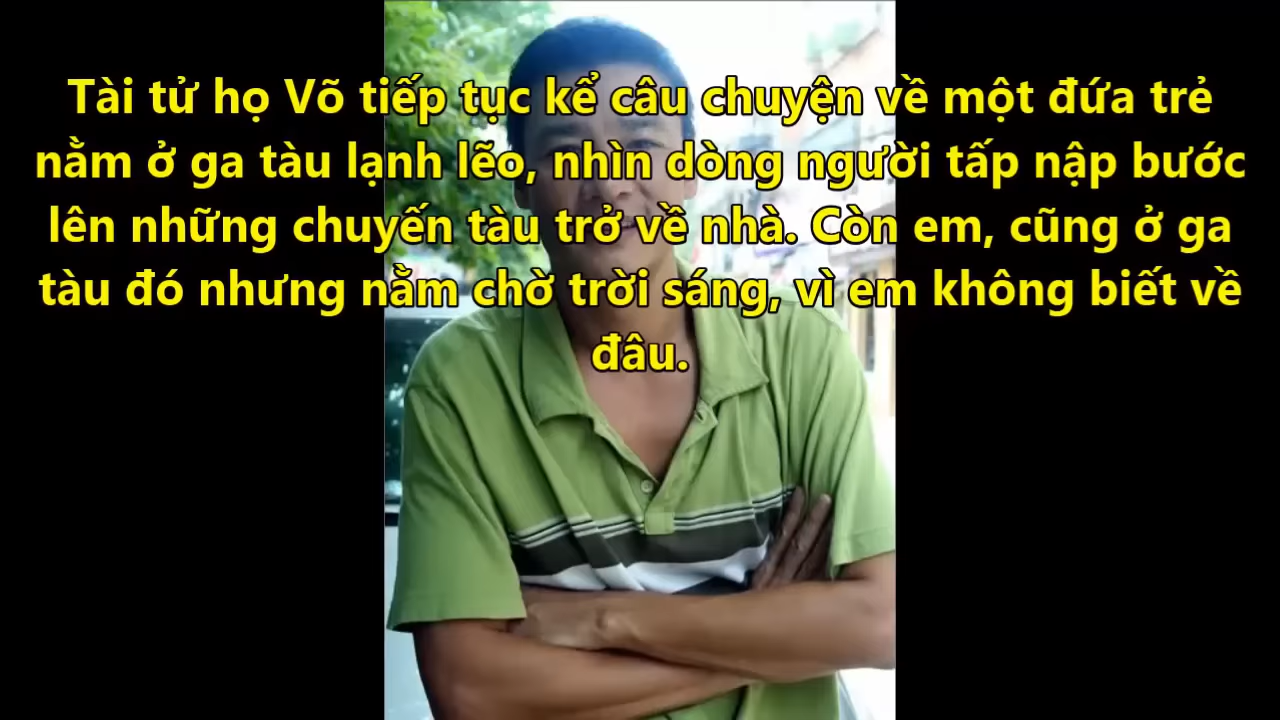 Tài tử họ Võ tiếp tục kể câu chuyện về một đứa trẻ
nằm ở ga tàu lạnh lẽo, nhìn dòng người tấp nập bước
lên những chuyến tàu trở về nhà. Còn em, cũng ở ga
tàu đó nhưng nằm chờ trời sáng, vì em không biết về
đâu.